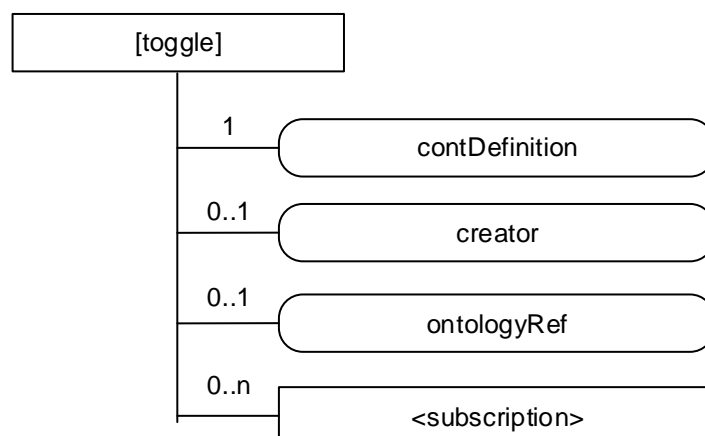 [toggle]
1
contDefinition
0..1
creator
0..1
ontologyRef
0..n
<subscription>